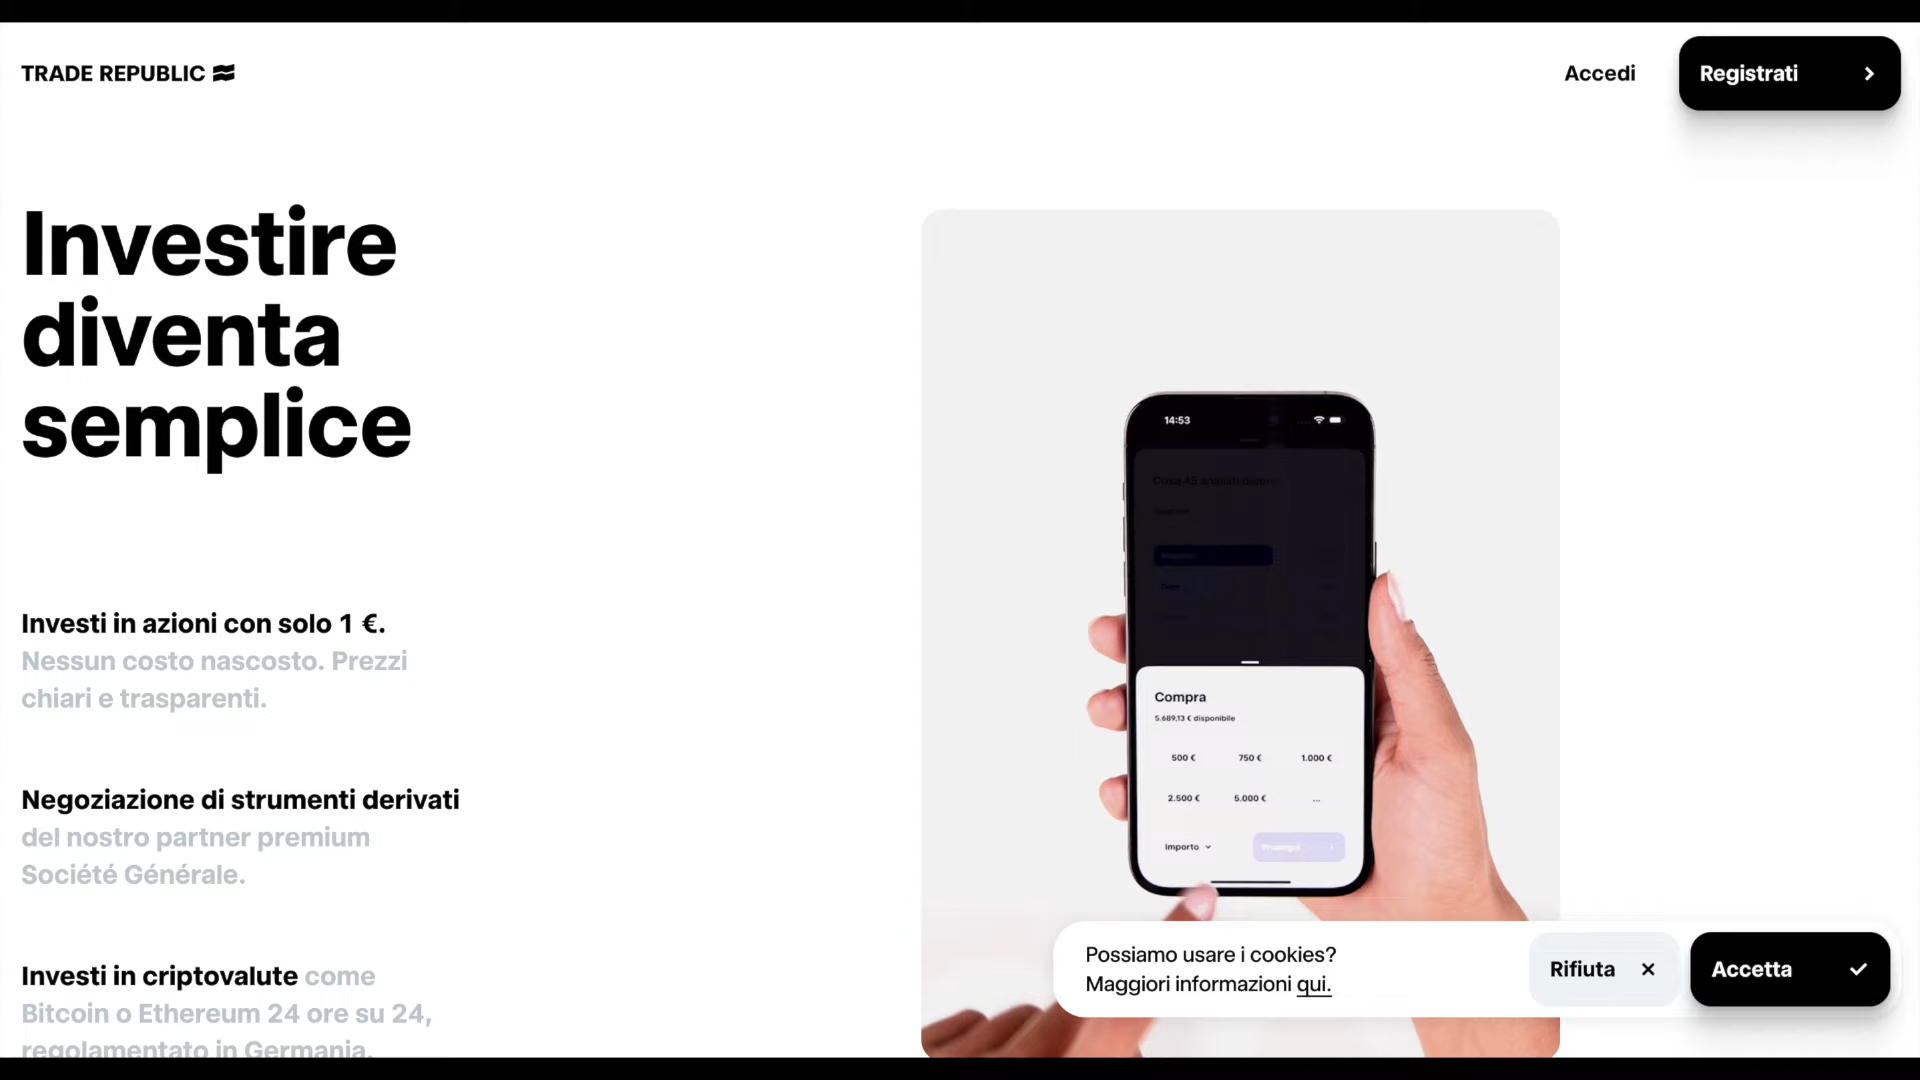 TRADE REPUBLIC
Accedi
Registrati
Investire
diventa
semplice
Investi in azioni con solo 1 €.
Nessun costo nascosto. Prezzi
chiari e trasparenti.
Negoziazione di strumenti derivati
del nostro partner premium
Société Générale.
Investi in criptovalute come
Bitcoin o Ethereum 24 ore su 24,
regolamentato in Germania.
14:53
Compra
5.689,13 € disponibile
500 € 750 € 1.000 €
2.500 € 5.000 € ...
Importo
Possiamo usare i cookies?
Maggiori informazioni qui.
Rifiuta
Accetta